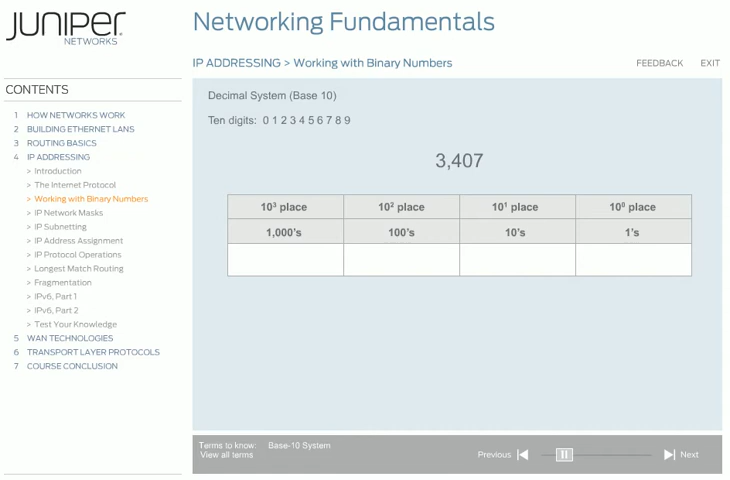 JUNIPER
NETWORKS
Networking Fundamentals
IP ADDRESSING > Working with Binary Numbers
FEEDBACK EXIT
CONTENTS
1 HOW NETWORKS WORK
2 BUILDING ETHERNET LANS
3 ROUTING BASICS
4 IP ADDRESSING
> Introduction
> The Internet Protocol
> Working with Binary Numbers
> IP Network Masks
> IP Subnetting
> IP Address Assignment
> IP Protocol Operations
> Longest Match Routing
> Fragmentation
> IPv6, Part 1
> IPv6, Part 2
> Test Your Knowledge
5 WAN TECHNOLOGIES
6 TRANSPORT LAYER PROTOCOLS
7 COURSE CONCLUSION
Decimal System (Base 10)
Ten digits: 0 1 2 3 4 5 6 7 8 9
3,407
10³ place 10² place 10¹ place 10⁰ place
1,000's 100's 10's 1's
Terms to know: Base-10 System
View all terms
Previous Next